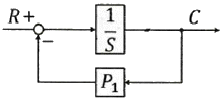 R+ 1/S C
−
P₁